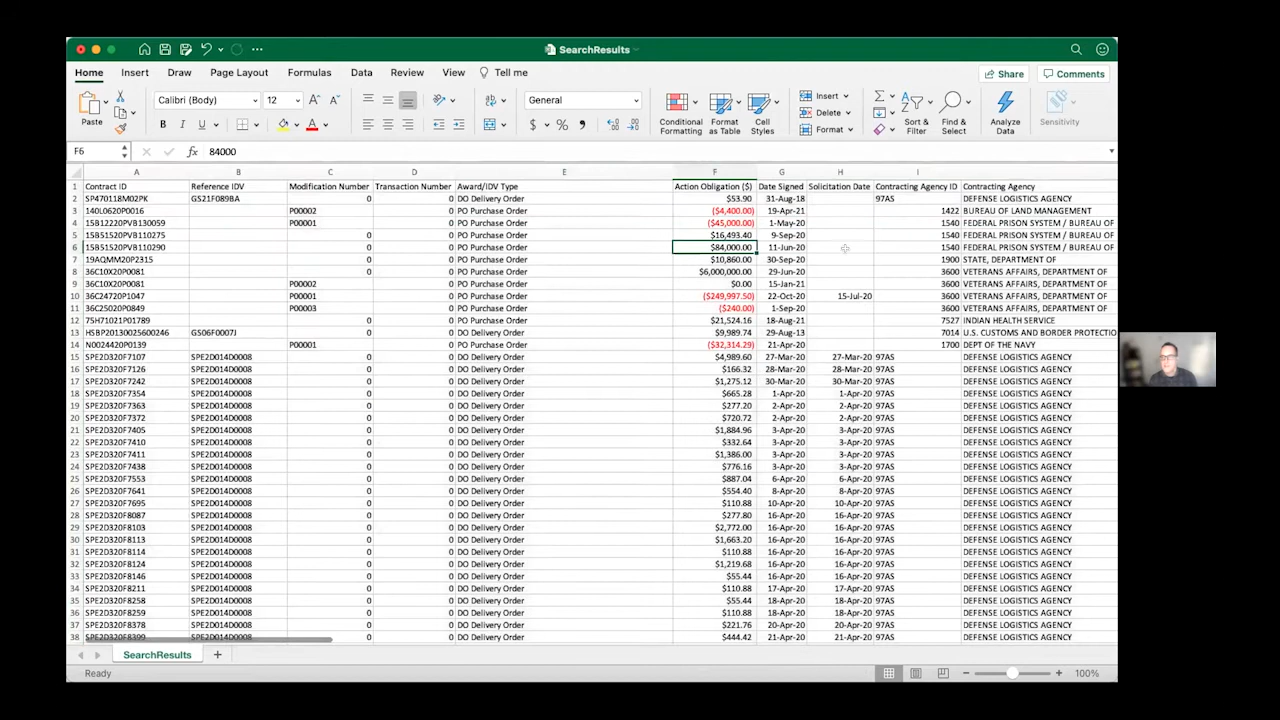 SearchResults
Home Insert Draw Page Layout Formulas Data Review View Tell me Share Comments
Paste Calibri (Body) 12 General Conditional Formatting Format as Table Cell Styles Insert Delete Format Sort & Filter Find & Select Analyze Data Sensitivity
F6 fx 84000
A B C D E F G H I
1 Contract ID Reference IDV Modification Number Transaction Number Award/IDV Type Action Obligation ($) Date Signed Solicitation Date Contracting Agency ID Contracting Agency
2 SP470118M02PK GS21F089BA 0 0 DO Delivery Order $53.90 31-Aug-18 97AS DEFENSE LOGISTICS AGENCY
3 140L0620P0016 P00002 0 PO Purchase Order ($4,400.00) 19-Apr-21 1422 BUREAU OF LAND MANAGEMENT
4 15B12220PVB130059 P00001 0 PO Purchase Order ($45,000.00) 1-May-20 1540 FEDERAL PRISON SYSTEM / BUREAU OF
5 15B51520PVB110275 0 0 PO Purchase Order $16,493.40 9-Sep-20 1540 FEDERAL PRISON SYSTEM / BUREAU OF
6 15B51520PVB110290 0 0 PO Purchase Order $84,000.00 11-Jun-20 1540 FEDERAL PRISON SYSTEM / BUREAU OF
7 19AQMM20P2315 0 0 PO Purchase Order $10,860.00 30-Sep-20 1900 STATE, DEPARTMENT OF
8 36C10X20P0081 0 0 PO Purchase Order $6,000,000.00 29-Jun-20 3600 VETERANS AFFAIRS, DEPARTMENT OF
9 36C10X20P0081 P00002 0 PO Purchase Order $0.00 15-Jan-21 3600 VETERANS AFFAIRS, DEPARTMENT OF
10 36C24720P1047 P00001 0 PO Purchase Order ($249,997.50) 22-Oct-20 15-Jul-20 3600 VETERANS AFFAIRS, DEPARTMENT OF
11 36C25020P0849 P00003 0 PO Purchase Order ($240.00) 1-Sep-20 3600 VETERANS AFFAIRS, DEPARTMENT OF
12 75H71021P01789 0 0 PO Purchase Order $21,524.16 18-Aug-21 7527 INDIAN HEALTH SERVICE
13 HSBP20130025600246 GS06F0007J 0 0 DO Delivery Order $9,989.74 29-Aug-13 7014 U.S. CUSTOMS AND BORDER PROTECTIO
14 N0024420P0139 P00001 0 PO Purchase Order ($32,314.29) 21-Apr-20 1700 DEPT OF THE NAVY
15 SPE2D320F7107 SPE2D014D0008 0 0 DO Delivery Order $4,989.60 27-Mar-20 27-Mar-20 97AS DEFENSE LOGISTICS AGENCY
16 SPE2D320F7126 SPE2D014D0008 0 0 DO Delivery Order $166.32 28-Mar-20 28-Mar-20 97AS DEFENSE LOGISTICS AGENCY
17 SPE2D320F7242 SPE2D014D0008 0 0 DO Delivery Order $1,275.12 30-Mar-20 30-Mar-20 97AS DEFENSE LOGISTICS AGENCY
18 SPE2D320F7354 SPE2D014D0008 0 0 DO Delivery Order $665.28 1-Apr-20 1-Apr-20 97AS DEFENSE LOGISTICS AGENCY
19 SPE2D320F7363 SPE2D014D0008 0 0 DO Delivery Order $277.20 2-Apr-20 2-Apr-20 97AS DEFENSE LOGISTICS AGENCY
20 SPE2D320F7372 SPE2D014D0008 0 0 DO Delivery Order $720.72 2-Apr-20 2-Apr-20 97AS DEFENSE LOGISTICS AGENCY
21 SPE2D320F7405 SPE2D014D0008 0 0 DO Delivery Order $1,884.96 3-Apr-20 3-Apr-20 97AS DEFENSE LOGISTICS AGENCY
22 SPE2D320F7410 SPE2D014D0008 0 0 DO Delivery Order $332.64 3-Apr-20 3-Apr-20 97AS DEFENSE LOGISTICS AGENCY
23 SPE2D320F7411 SPE2D014D0008 0 0 DO Delivery Order $1,386.00 3-Apr-20 3-Apr-20 97AS DEFENSE LOGISTICS AGENCY
24 SPE2D320F7438 SPE2D014D0008 0 0 DO Delivery Order $776.16 3-Apr-20 3-Apr-20 97AS DEFENSE LOGISTICS AGENCY
25 SPE2D320F7553 SPE2D014D0008 0 0 DO Delivery Order $887.04 6-Apr-20 6-Apr-20 97AS DEFENSE LOGISTICS AGENCY
26 SPE2D320F7641 SPE2D014D0008 0 0 DO Delivery Order $554.40 8-Apr-20 8-Apr-20 97AS DEFENSE LOGISTICS AGENCY
27 SPE2D320F7695 SPE2D014D0008 0 0 DO Delivery Order $110.88 10-Apr-20 10-Apr-20 97AS DEFENSE LOGISTICS AGENCY
28 SPE2D320F8087 SPE2D014D0008 0 0 DO Delivery Order $277.80 16-Apr-20 16-Apr-20 97AS DEFENSE LOGISTICS AGENCY
29 SPE2D320F8103 SPE2D014D0008 0 0 DO Delivery Order $2,772.00 16-Apr-20 16-Apr-20 97AS DEFENSE LOGISTICS AGENCY
30 SPE2D320F8113 SPE2D014D0008 0 0 DO Delivery Order $1,663.20 16-Apr-20 16-Apr-20 97AS DEFENSE LOGISTICS AGENCY
31 SPE2D320F8114 SPE2D014D0008 0 0 DO Delivery Order $110.88 16-Apr-20 16-Apr-20 97AS DEFENSE LOGISTICS AGENCY
32 SPE2D320F8124 SPE2D014D0008 0 0 DO Delivery Order $1,219.68 16-Apr-20 16-Apr-20 97AS DEFENSE LOGISTICS AGENCY
33 SPE2D320F8146 SPE2D014D0008 0 0 DO Delivery Order $55.44 16-Apr-20 16-Apr-20 97AS DEFENSE LOGISTICS AGENCY
34 SPE2D320F8211 SPE2D014D0008 0 0 DO Delivery Order $110.88 17-Apr-20 17-Apr-20 97AS DEFENSE LOGISTICS AGENCY
35 SPE2D320F8258 SPE2D014D0008 0 0 DO Delivery Order $55.44 18-Apr-20 18-Apr-20 97AS DEFENSE LOGISTICS AGENCY
36 SPE2D320F8259 SPE2D014D0008 0 0 DO Delivery Order $110.88 18-Apr-20 18-Apr-20 97AS DEFENSE LOGISTICS AGENCY
37 SPE2D320F8378 SPE2D014D0008 0 0 DO Delivery Order $221.76 20-Apr-20 20-Apr-20 97AS DEFENSE LOGISTICS AGENCY
38 SPE2D320F8399 SPE2D014D0008 0 0 DO Delivery Order $444.42 21-Apr-20 21-Apr-20 97AS DEFENSE LOGISTICS AGENCY
SearchResults
Ready 100%